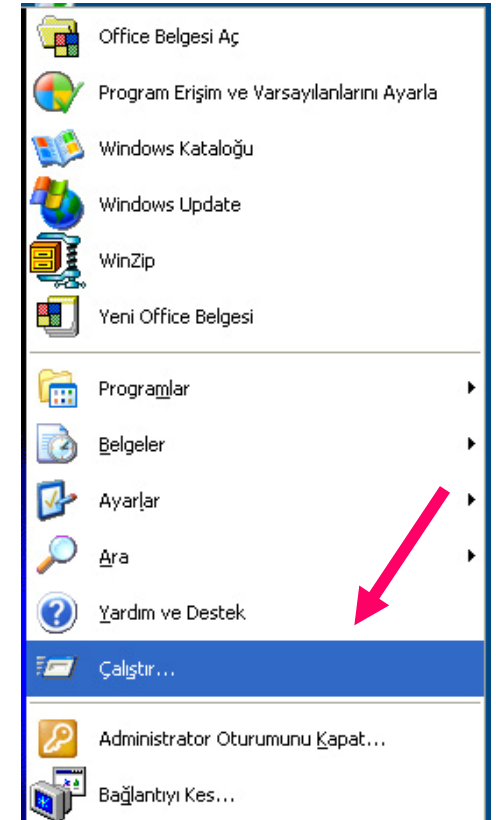 Office Belgesi Aç
Program Erişim ve Varsayılanlarını Ayarla
Windows Kataloğu
Windows Update
WinZip
Yeni Office Belgesi
Programlar
Belgeler
Ayarlar
Ara
Yardım ve Destek
Çalıştır...
Administrator Oturumunu Kapat...
Bağlantıyı Kes...